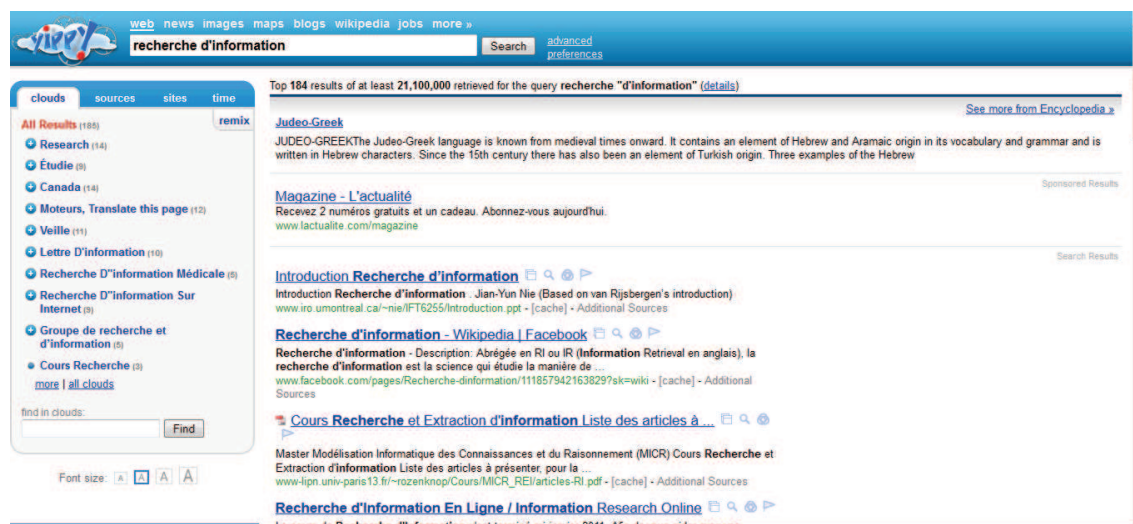 yippy!
web news images maps blogs wikipedia jobs more »
recherche d'information
Search
advanced
preferences
clouds sources sites time
remix
All Results (185)
Research (14)
Étudie (9)
Canada (14)
Moteurs, Translate this page (12)
Veille (11)
Lettre D'information (10)
Recherche D"information Médicale (5)
Recherche D"information Sur
Internet (5)
Groupe de recherche et
d'information (5)
Cours Recherche (3)
more | all clouds
find in clouds:
Find
Font size: A A A A
Top 184 results of at least 21,100,000 retrieved for the query recherche "d'information" (details)
See more from Encyclopedia »
Judeo-Greek
JUDEO-GREEKThe Judeo-Greek language is known from medieval times onward. It contains an element of Hebrew and Aramaic origin in its vocabulary and grammar and is
written in Hebrew characters. Since the 15th century there has also been an element of Turkish origin. Three examples of the Hebrew
Sponsored Results
Magazine - L'actualité
Recevez 2 numéros gratuits et un cadeau. Abonnez-vous aujourd'hui.
www.lactualite.com/magazine
Search Results
Introduction Recherche d'information
Introduction Recherche d'information . Jian-Yun Nie (Based on van Rijsbergen's introduction)
www.iro.umontreal.ca/~nie/IFT6255/Introduction.ppt - [cache] - Additional Sources
Recherche d'information - Wikipedia | Facebook
Recherche d'information - Description: Abrégée en RI ou IR (Information Retrieval en anglais), la
recherche d'information est la science qui étudie la manière de ...
www.facebook.com/pages/Recherche-dinformation/111857942163829?sk=wiki - [cache] - Additional
Sources
Cours Recherche et Extraction d'information Liste des articles à ...
Master Modélisation Informatique des Connaissances et du Raisonnement (MICR) Cours Recherche et
Extraction d'information Liste des articles à présenter, pour la ...
www-lipn.univ-paris13.fr/~rozenknop/Cours/MICR_REI/articles-RI.pdf - [cache] - Additional Sources
Recherche d'Information En Ligne / Information Research Online